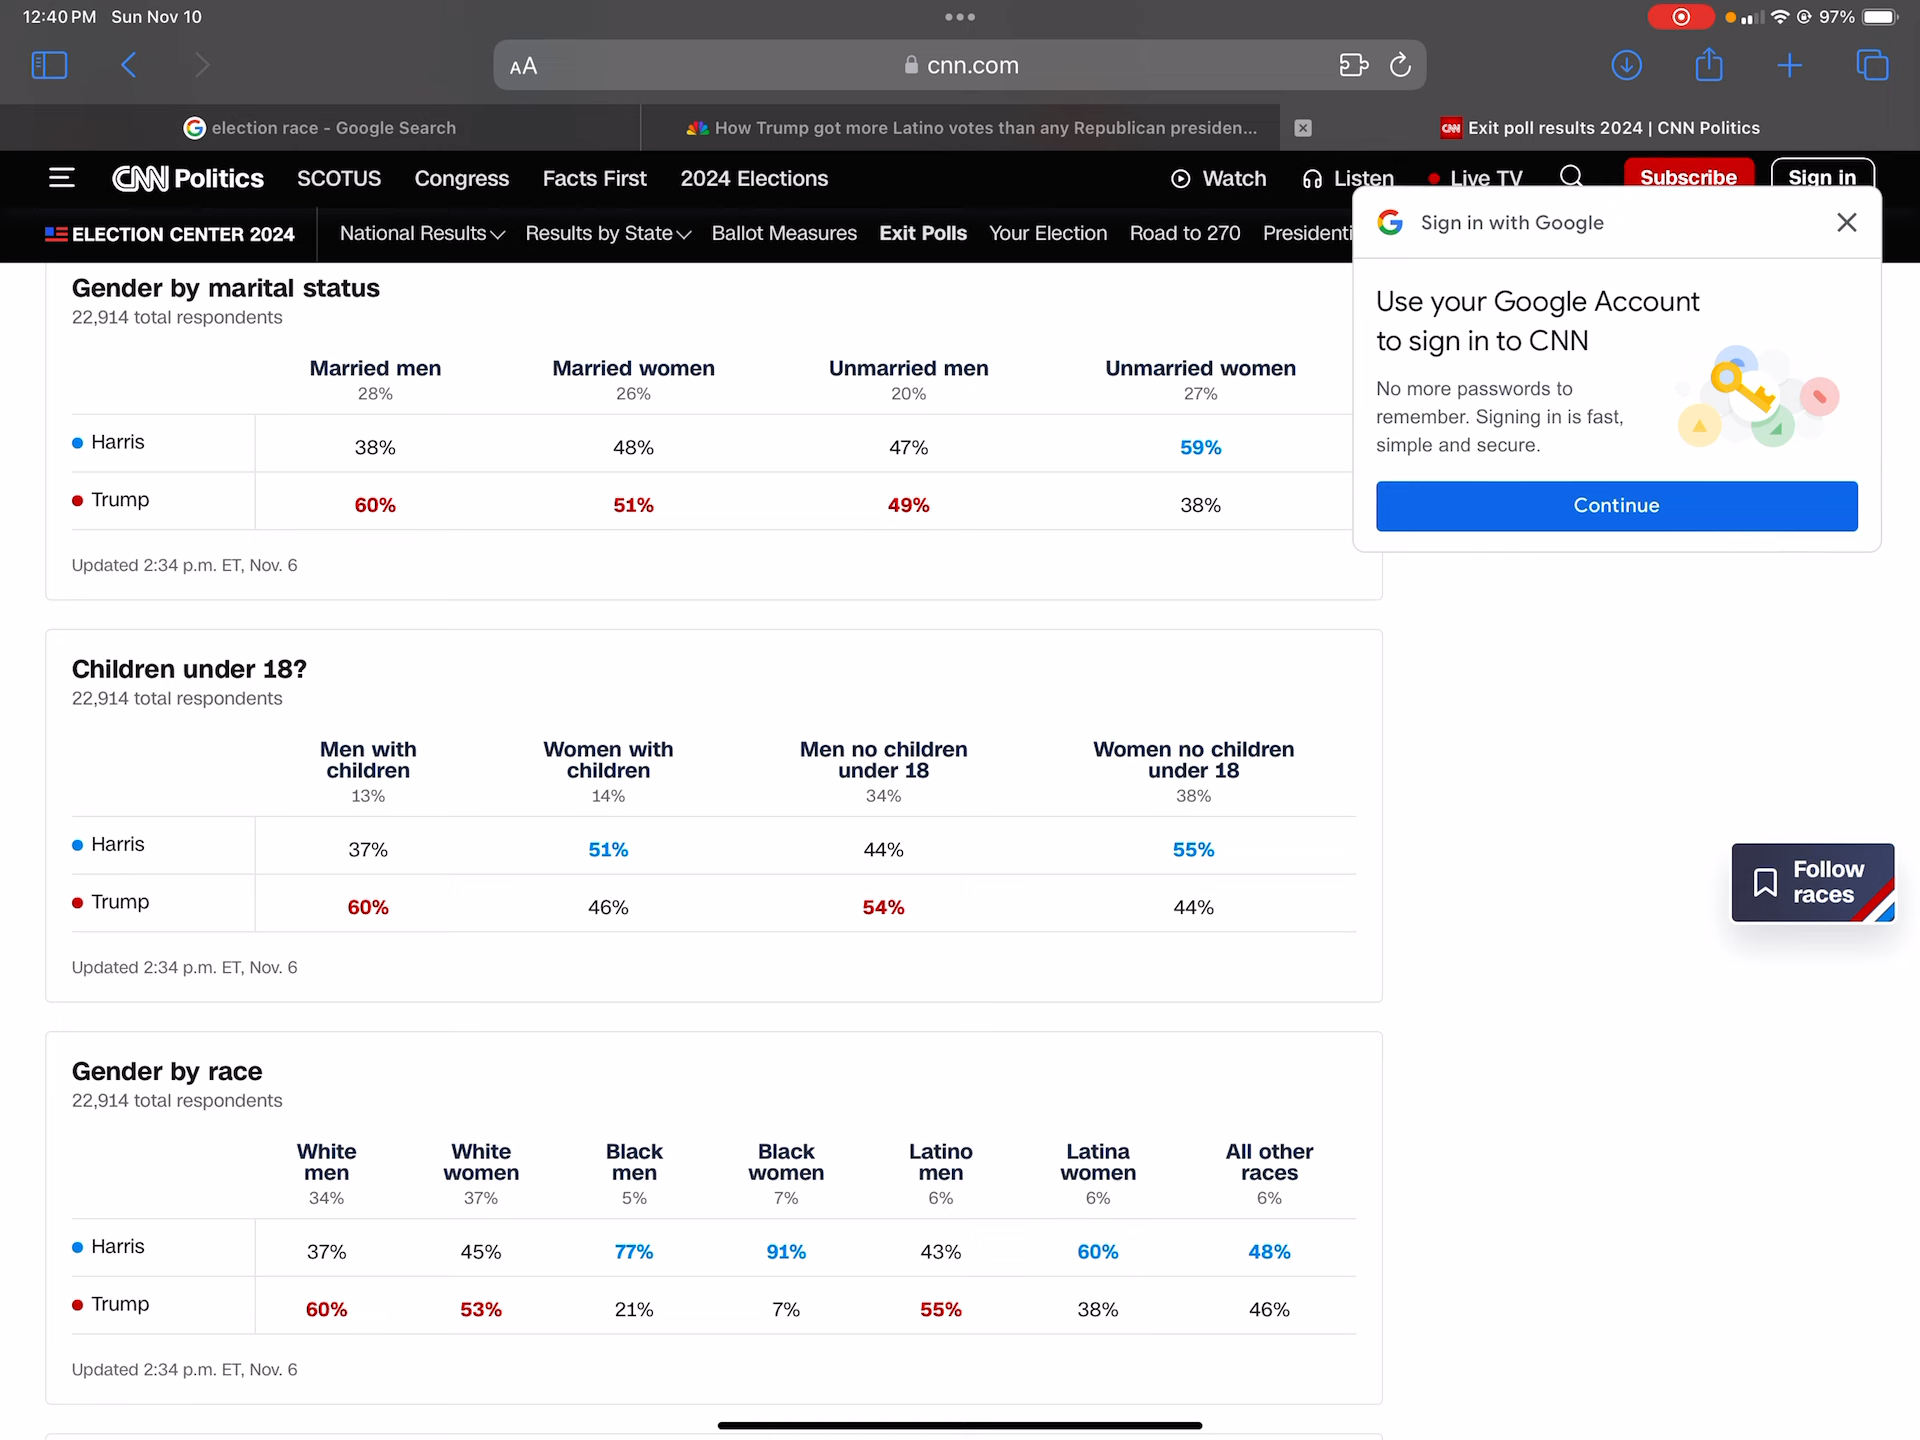 12:40 PM Sun Nov 10
97%
AA
cnn.com
election race - Google Search
How Trump got more Latino votes than any Republican presiden...
CNN Exit poll results 2024 | CNN Politics
CNN Politics
SCOTUS
Congress
Facts First
2024 Elections
Watch
Listen
Live TV
Subscribe
Sign in
ELECTION CENTER 2024
National Results
Results by State
Ballot Measures
Exit Polls
Your Election
Road to 270
Presidenti
Sign in with Google
Use your Google Account
to sign in to CNN
No more passwords to
remember. Signing in is fast,
simple and secure.
Continue
Gender by marital status
22,914 total respondents
Married men Married women Unmarried men Unmarried women
28% 26% 20% 27%
Harris 38% 48% 47% 59%
Trump 60% 51% 49% 38%
Updated 2:34 p.m. ET, Nov. 6
Children under 18?
22,914 total respondents
Men with Women with Men no children Women no children
children children under 18 under 18
13% 14% 34% 38%
Harris 37% 51% 44% 55%
Trump 60% 46% 54% 44%
Updated 2:34 p.m. ET, Nov. 6
Follow
races
Gender by race
22,914 total respondents
White White Black Black Latino Latina All other
men women men women men women races
34% 37% 5% 7% 6% 6% 6%
Harris 37% 45% 77% 91% 43% 60% 48%
Trump 60% 53% 21% 7% 55% 38% 46%
Updated 2:34 p.m. ET, Nov. 6